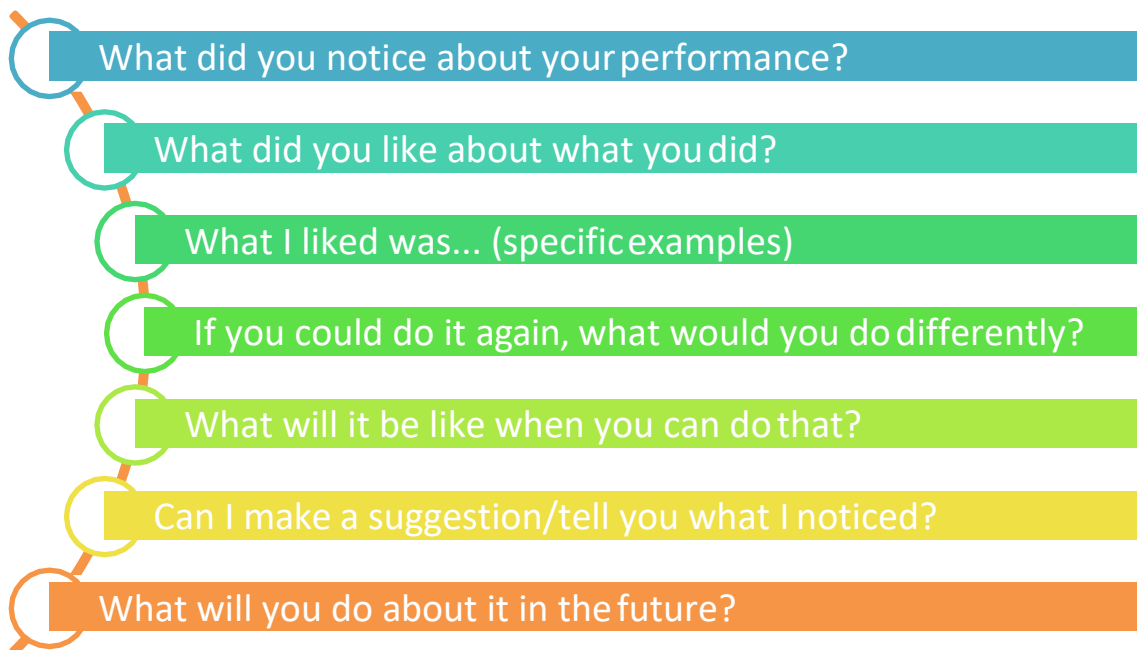 What did you notice about your performance?
What did you like about what you did?
What I liked was... (specific examples)
If you could do it again, what would you do differently?
What will it be like when you can do that?
Can I make a suggestion/tell you what I noticed?
What will you do about it in the future?